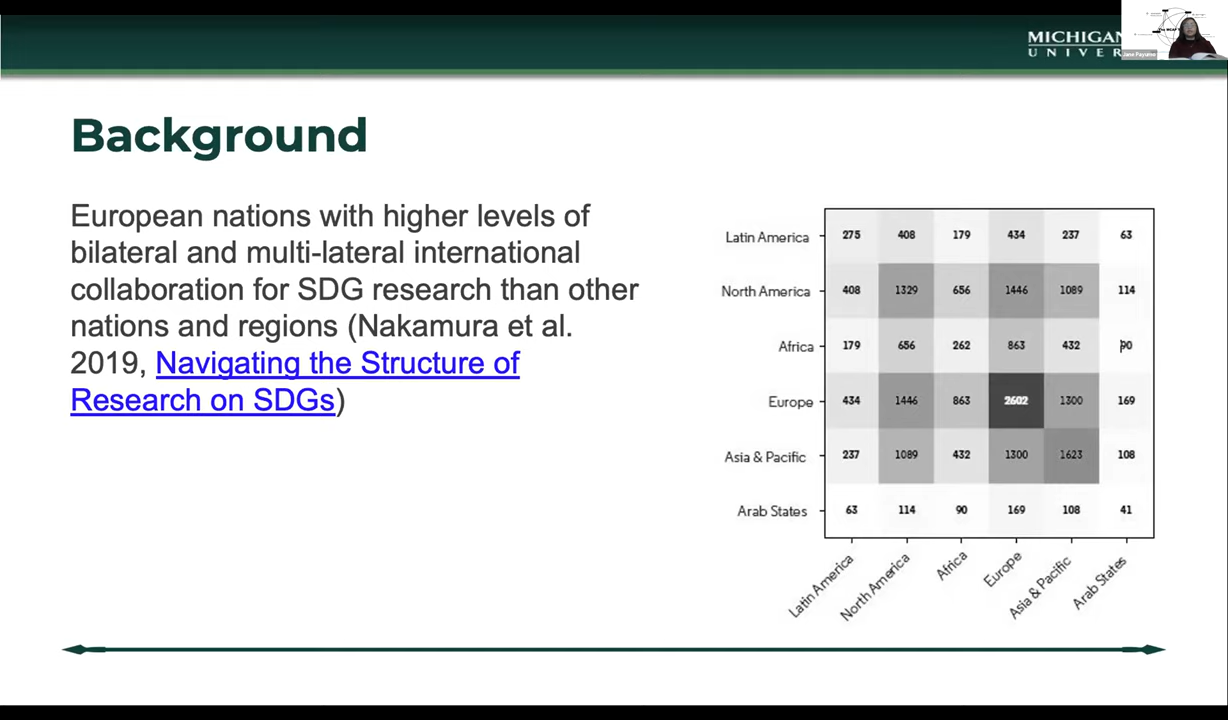 MICHIGAN
UNIVER
Jane Payumo
Background
European nations with higher levels of
bilateral and multi-lateral international
collaboration for SDG research than other
nations and regions (Nakamura et al.
2019, Navigating the Structure of
Research on SDGs)
Latin America 275 408 179 434 237 63
North America 408 1329 656 1446 1089 114
Africa 179 656 262 863 432 90
Europe 434 1446 863 2602 1300 169
Asia & Pacific 237 1089 432 1300 1623 108
Arab States 63 114 90 169 108 41
Latin America North America Africa Europe Asia & Pacific Arab States